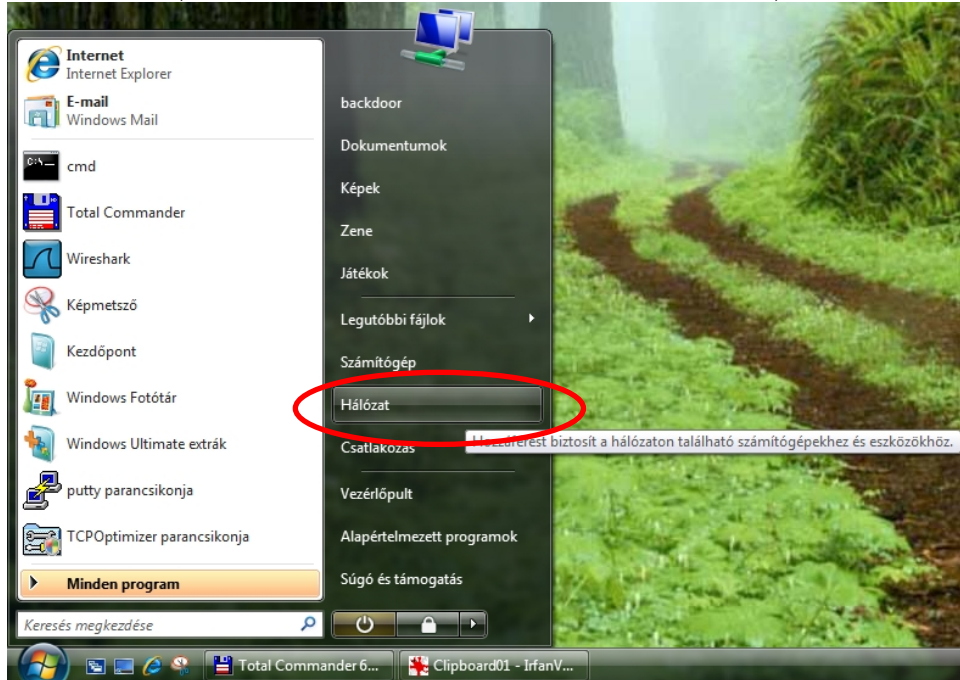 Internet
Internet Explorer
E-mail
Windows Mail
C:\
cmd
Total Commander
Wireshark
Képmetsző
Kezdőpont
Windows Fotótár
Windows Ultimate extrák
putty parancsikonja
TCPOptimizer parancsikonja
Minden program
Keresés megkezdése
backdoor
Dokumentumok
Képek
Zene
Játékok
Legutóbbi fájlok
Számítógép
Hálózat
Csatlakozás
Hozzáférést biztosít a hálózaton található számítógépekhez és eszközökhöz.
Vezérlőpult
Alapértelmezett programok
Súgó és támogatás
Total Commander 6...
Clipboard01 - IrfanV...